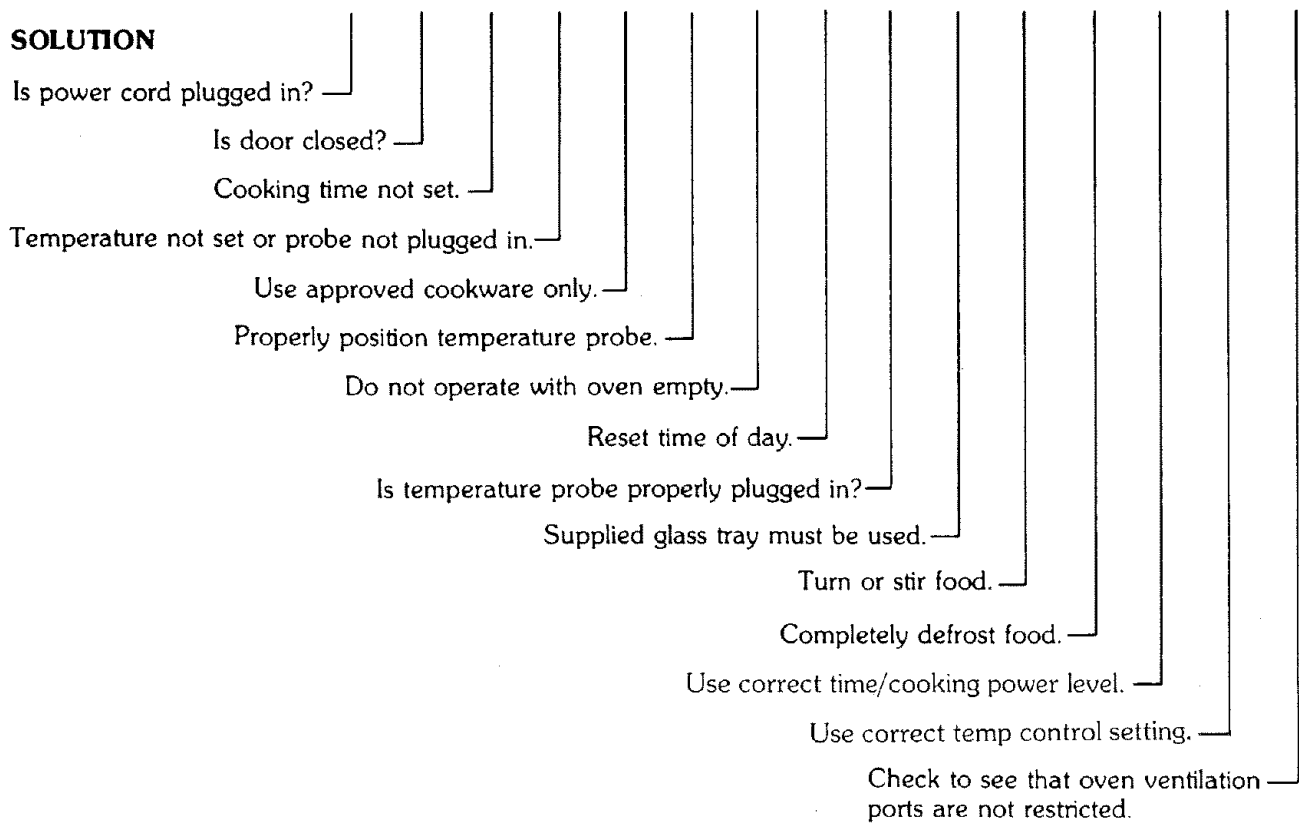 SOLUTION
Is power cord plugged in?
Is door closed?
Cooking time not set.
Temperature not set or probe not plugged in.
Use approved cookware only.
Properly position temperature probe.
Do not operate with oven empty.
Reset time of day.
Is temperature probe properly plugged in?
Supplied glass tray must be used.
Turn or stir food.
Completely defrost food.
Use correct time/cooking power level.
Use correct temp control setting.
Check to see that oven ventilation
ports are not restricted.